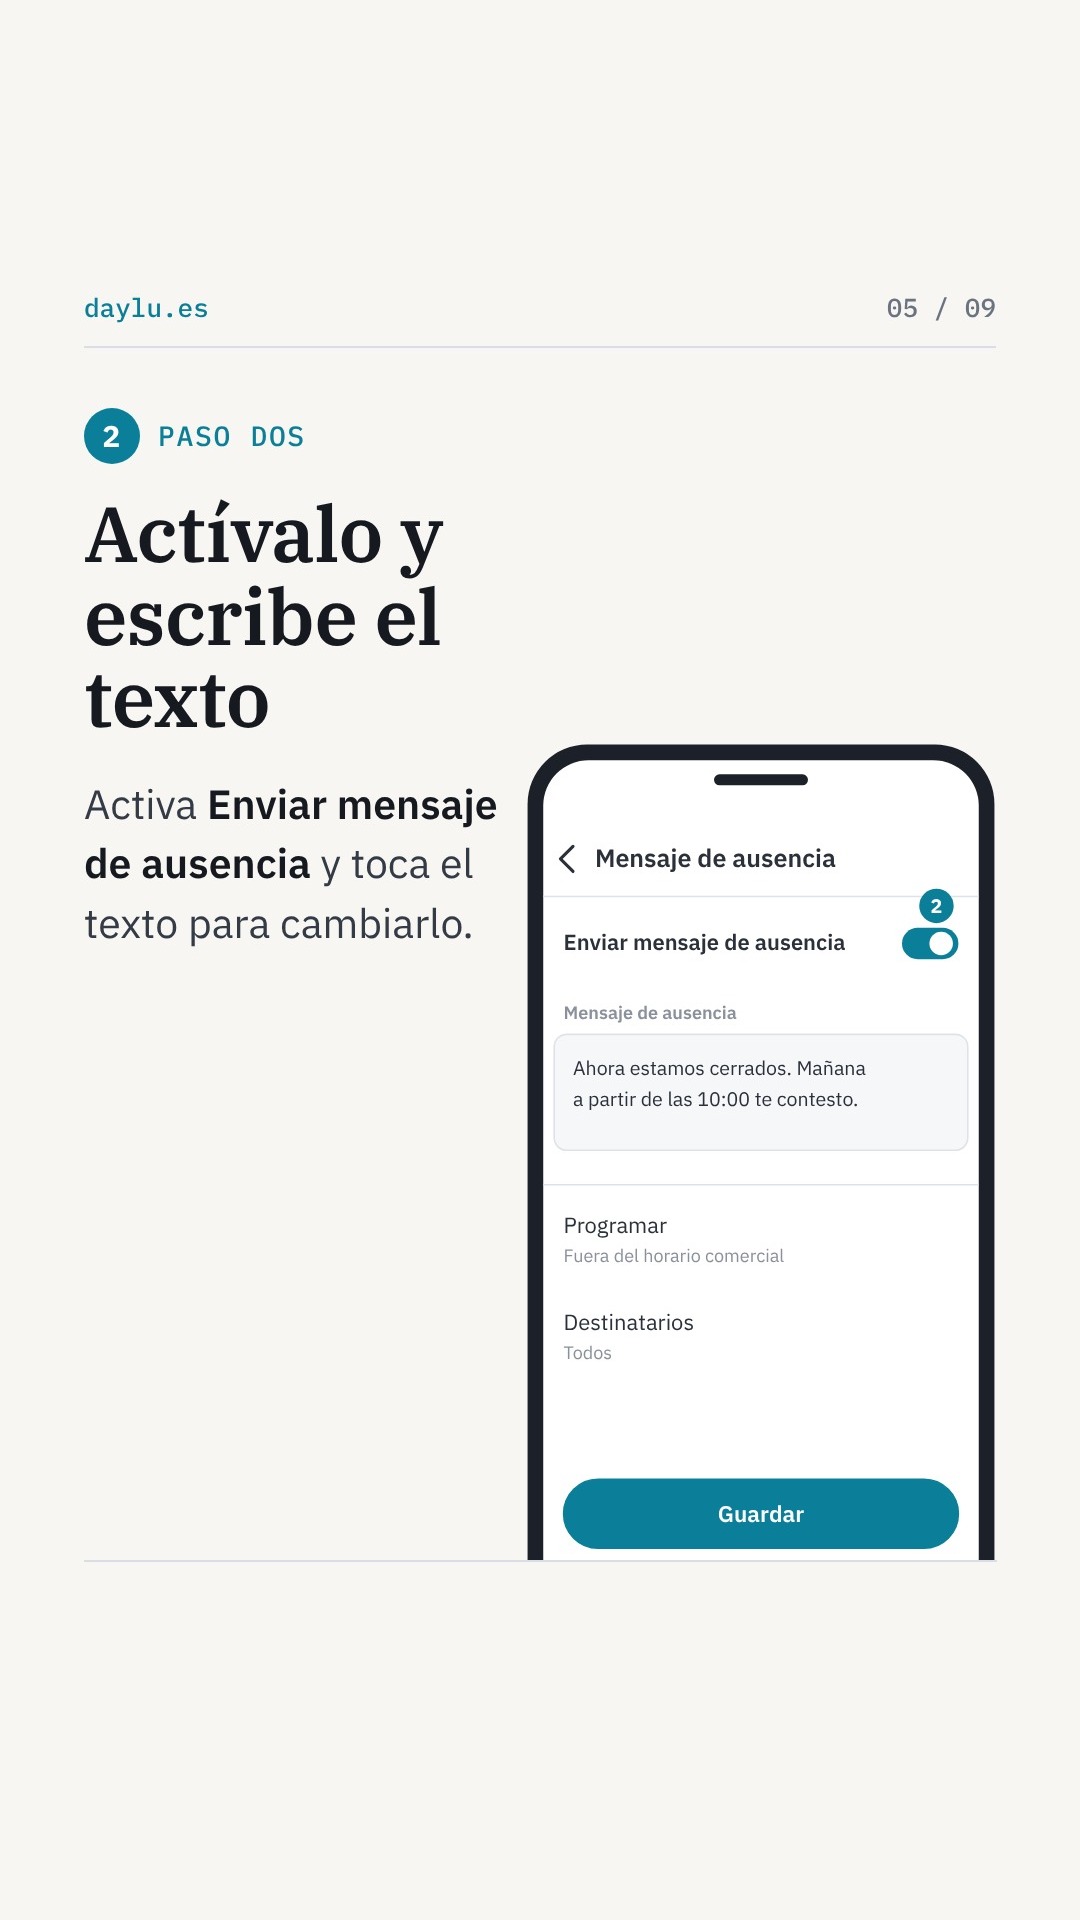 daylu.es
05 / 09
2 PASO DOS
Actívalo y
escribe el
texto
Activa Enviar mensaje
de ausencia y toca el
texto para cambiarlo.
Mensaje de ausencia
2
Enviar mensaje de ausencia
Mensaje de ausencia
Ahora estamos cerrados. Mañana
a partir de las 10:00 te contesto.
Programar
Fuera del horario comercial
Destinatarios
Todos
Guardar